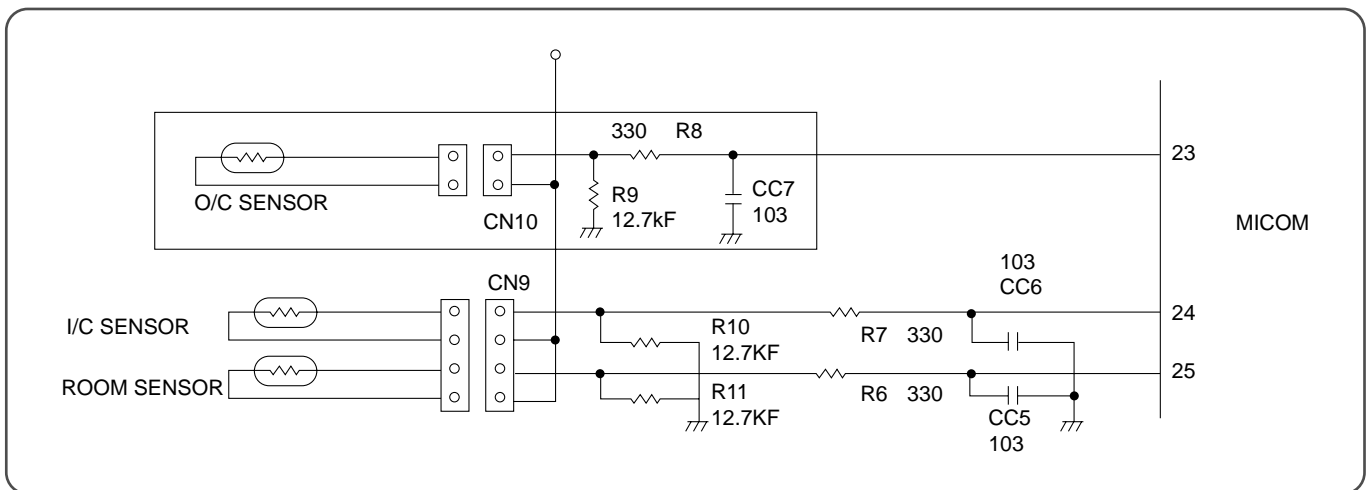 330 R8
23
O/C SENSOR
R9
12.7kF
CC7
103
CN10
MICOM
103
CC6
CN9
I/C SENSOR
R10
12.7KF
R7 330
24
ROOM SENSOR
R11
12.7KF
R6 330
25
CC5
103